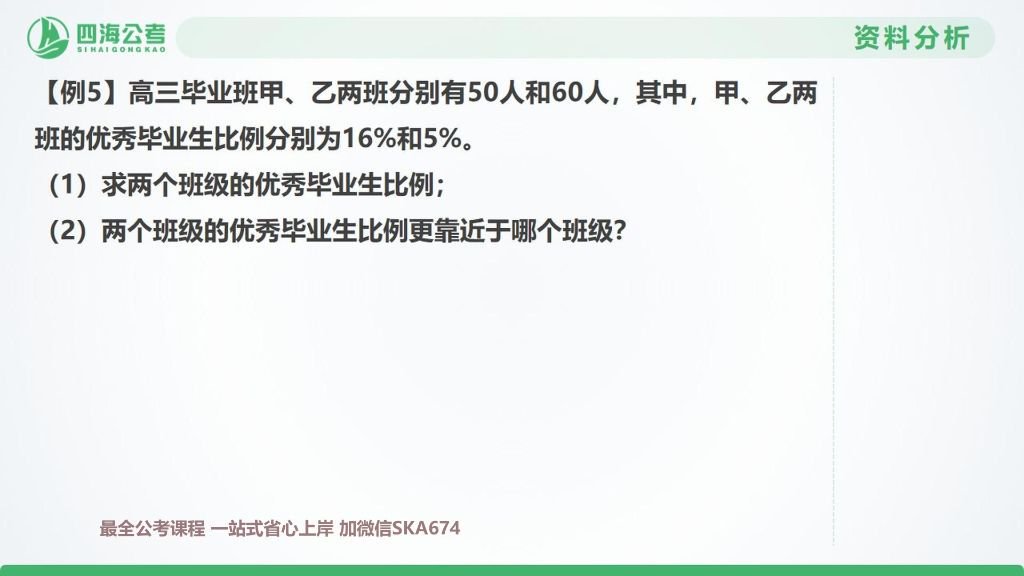 四海公考
SIHAIGONGKAO
资料分析
【例5】高三毕业班甲、乙两班分别有50人和60人，其中，甲、乙两
班的优秀毕业生比例分别为16%和5%。
（1）求两个班级的优秀毕业生比例；
（2）两个班级的优秀毕业生比例更靠近于哪个班级？
最全公考课程 一站式省心上岸 加微信SKA674